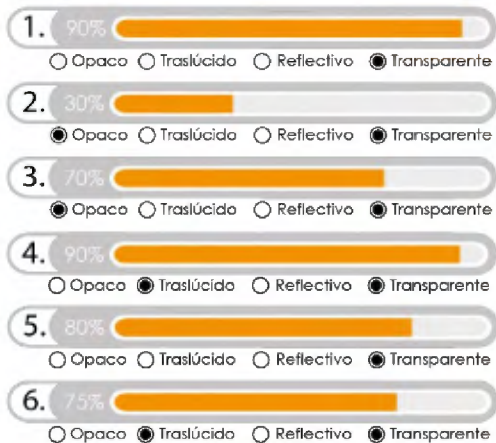 1. 90%
Opaco Traslúcido Reflectivo Transparente
2. 30%
Opaco Traslúcido Reflectivo Transparente
3. 70%
Opaco Traslúcido Reflectivo Transparente
4. 90%
Opaco Traslúcido Reflectivo Transparente
5. 80%
Opaco Traslúcido Reflectivo Transparente
6. 75%
Opaco Traslúcido Reflectivo Transparente